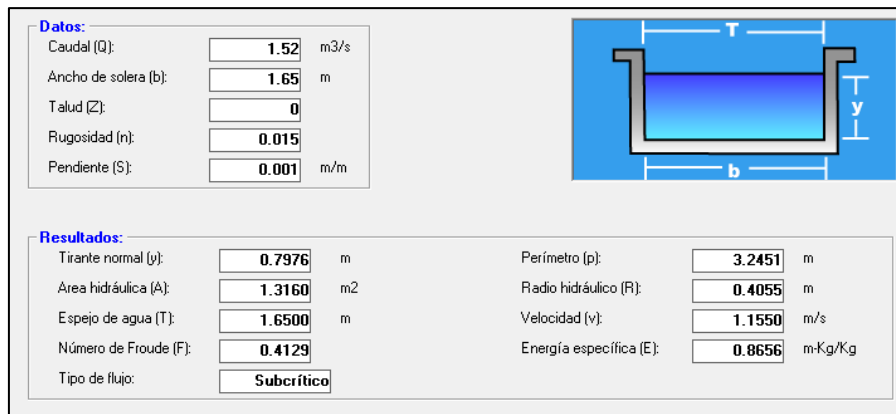 Datos:
Caudal (Q): 1.52 m3/s
Ancho de solera (b): 1.65 m
Talud (Z): 0
Rugosidad (n): 0.015
Pendiente (S): 0.001 m/m
T
y
b
Resultados:
Tirante normal (y): 0.7976 m Perímetro (p): 3.2451 m
Area hidráulica (A): 1.3160 m2 Radio hidráulico (R): 0.4055 m
Espejo de agua (T): 1.6500 m Velocidad (v): 1.1550 m/s
Número de Froude (F): 0.4129 Energía específica (E): 0.8656 m-Kg/Kg
Tipo de flujo: Subcrítico